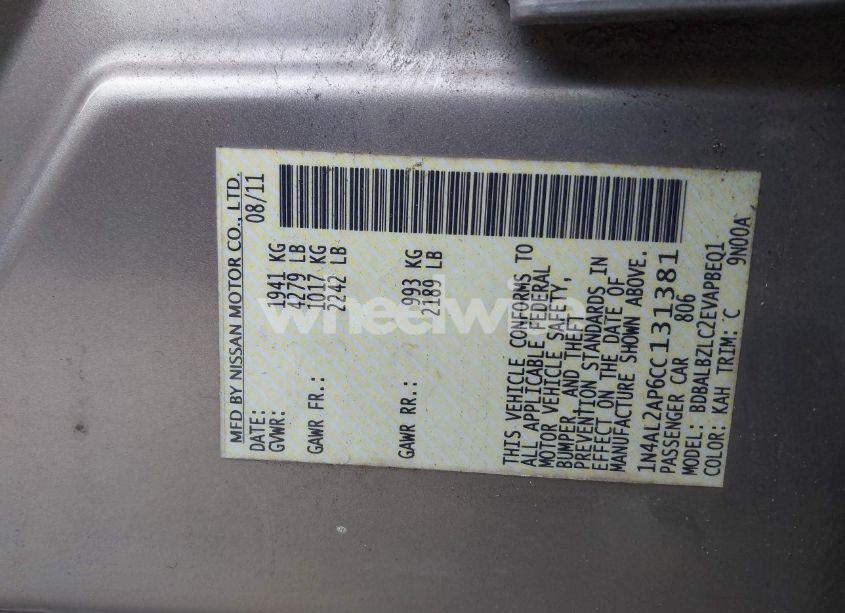 MFD BY NISSAN MOTOR CO., LTD.
DATE: 08/11
GVWR: 1941 KG
4279 LB
GAWR FR.: 1017 KG
2242 LB
GAWR RR.: 993 KG
2189 LB
THIS VEHICLE CONFORMS TO
ALL APPLICABLE FEDERAL
MOTOR VEHICLE SAFETY,
BUMPER, AND THEFT
PREVENTION STANDARDS IN
EFFECT ON THE DATE OF
MANUFACTURE SHOWN ABOVE.
1N4AL2AP6CC131381
PASSENGER CAR 806
MODEL: BDBALBZLC2EVAPBEQ1
COLOR: KAH TRIM: C 9N00A
wheelwire